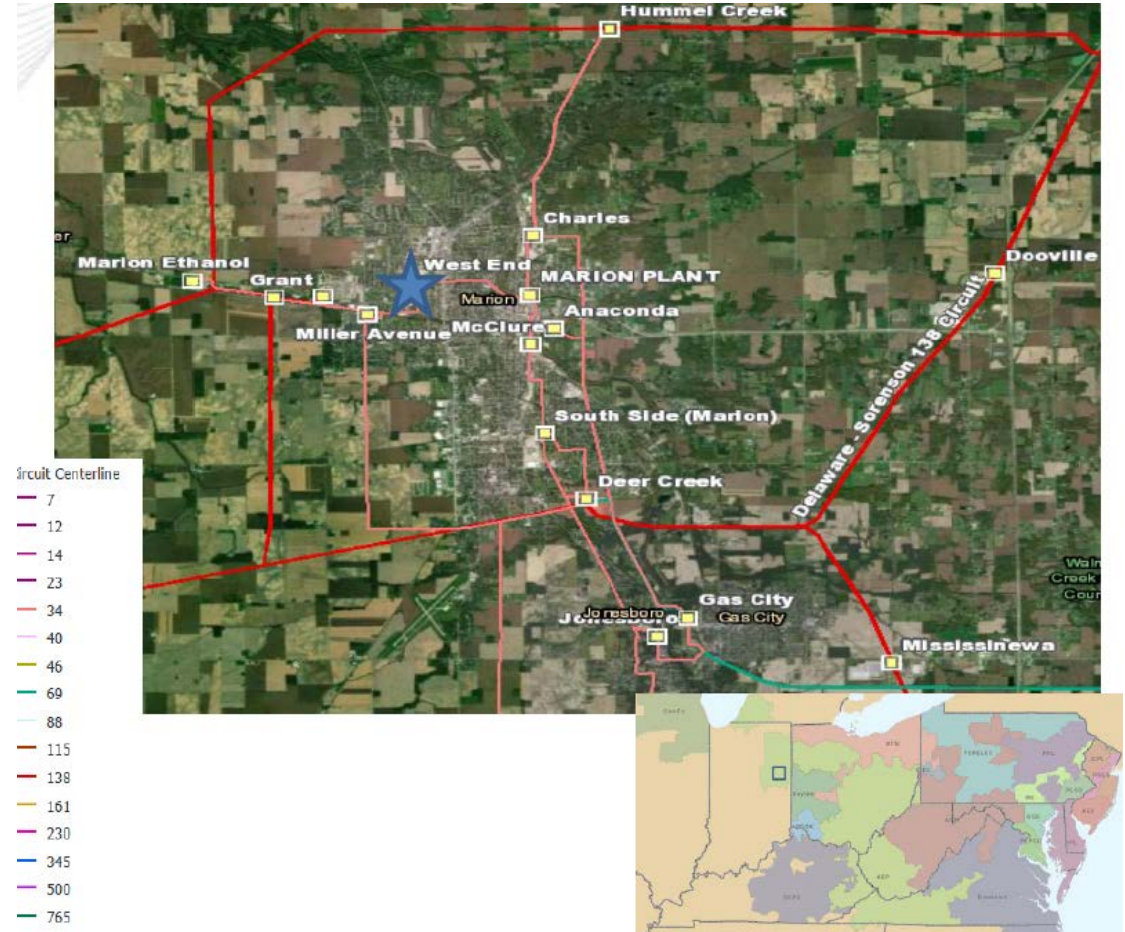 Hummel Creek
Charles
Dooville
Marion Ethanol
Grant
West End
MARION PLANT
Marion
Anaconda
Miller Avenue
McClure
Delaware - Sorenson 138 Circuit
South Side (Marion)
Deer Creek
Gas City
Jonesboro
Gas City
Mississinewa
Circuit Centerline
7
12
14
23
34
40
46
69
88
115
138
161
230
345
500
765